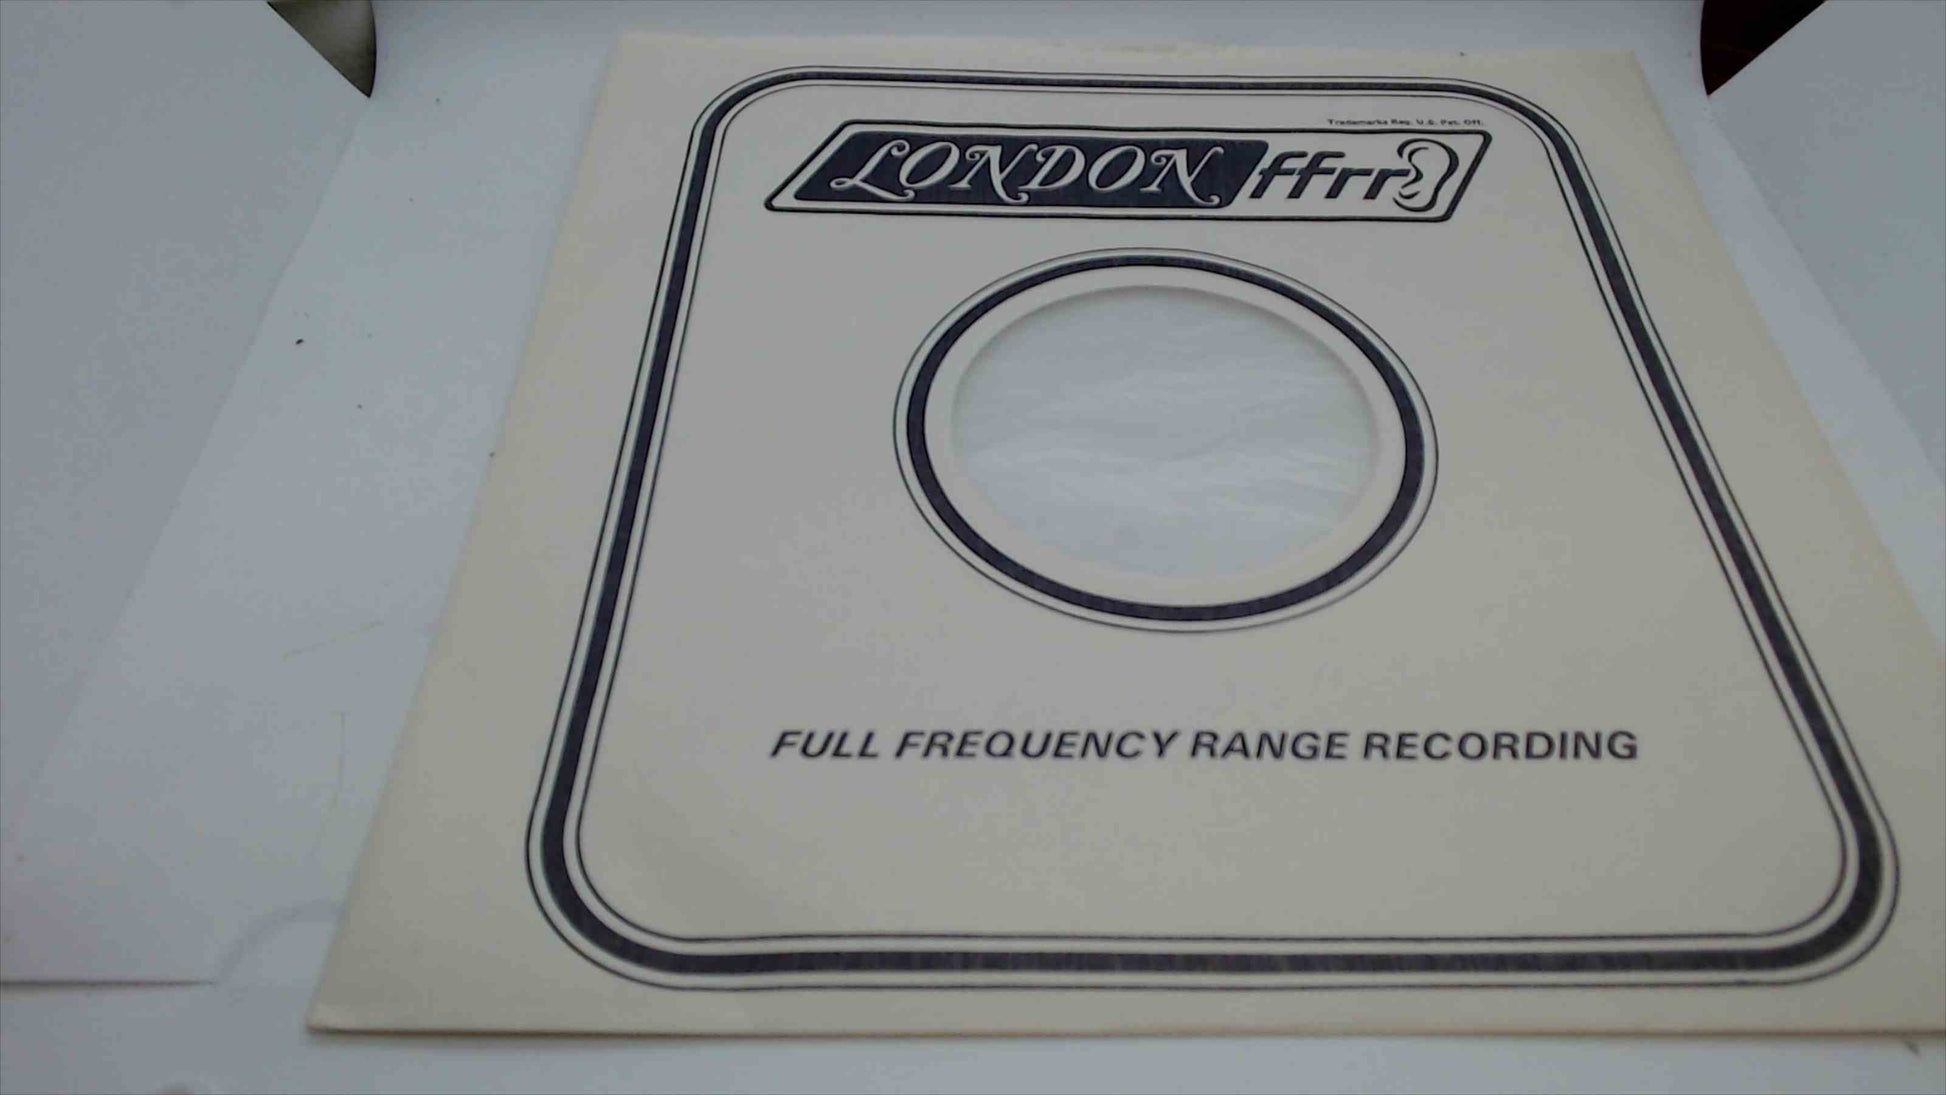 Trademarks Reg. U.S. Pat. Off.
LONDON ffrr
FULL FREQUENCY RANGE RECORDING